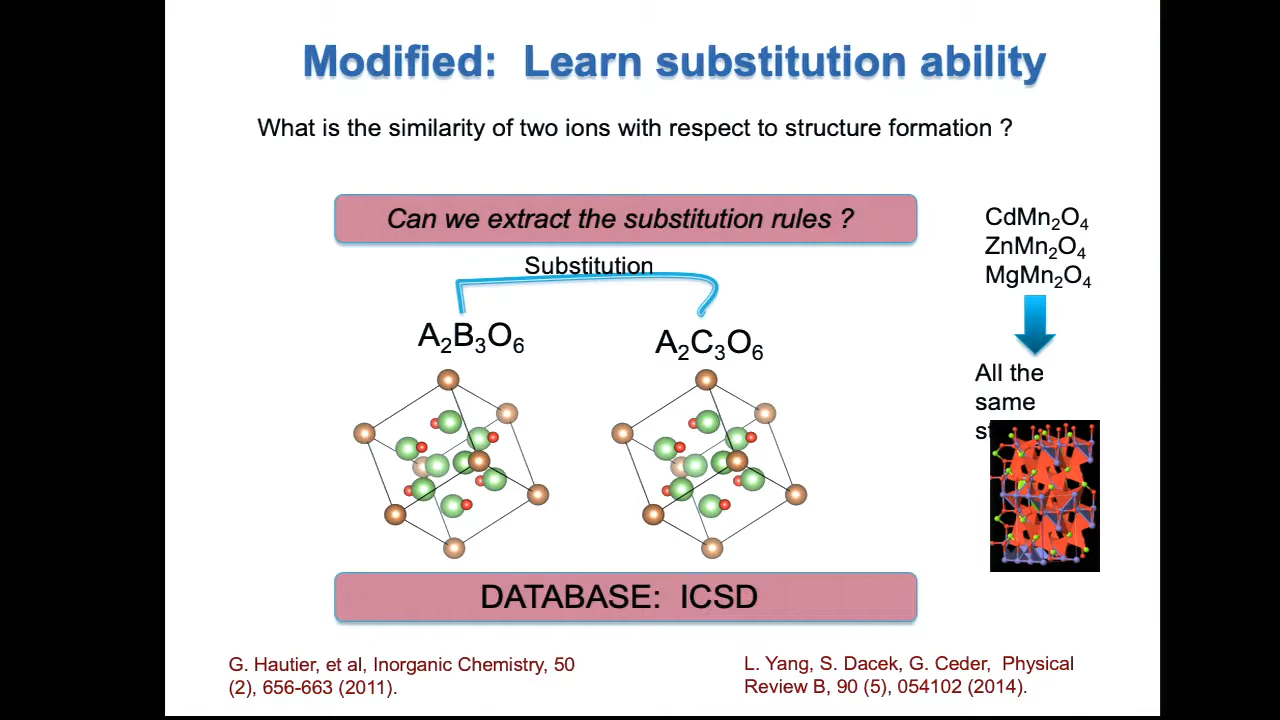 Modified: Learn substitution ability
What is the similarity of two ions with respect to structure formation ?
Can we extract the substitution rules ?
Substitution
A₂B₃O₆
A₂C₃O₆
CdMn₂O₄
ZnMn₂O₄
MgMn₂O₄
All the
same
DATABASE: ICSD
G. Hautier, et al, Inorganic Chemistry, 50
(2), 656-663 (2011).
L. Yang, S. Dacek, G. Ceder, Physical
Review B, 90 (5), 054102 (2014).